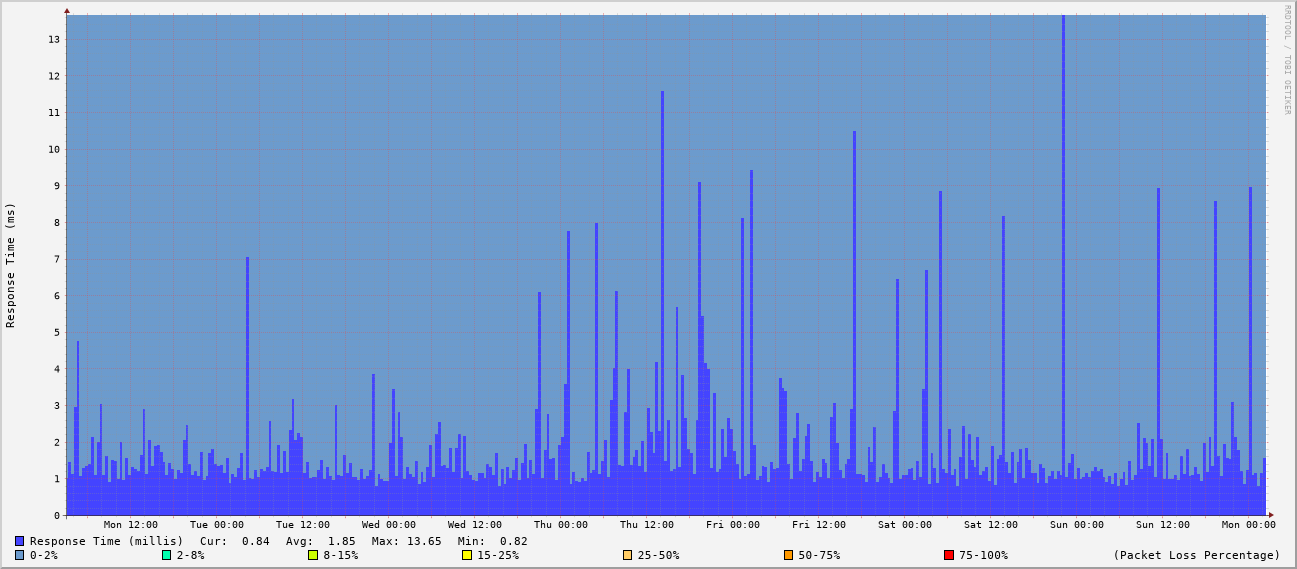 RRDTOOL / TOBI OETIKER
Response Time (ms)
13
12
11
10
9
8
7
6
5
4
3
2
1
0
Mon 12:00 Tue 00:00 Tue 12:00 Wed 00:00 Wed 12:00 Thu 00:00 Thu 12:00 Fri 00:00 Fri 12:00 Sat 00:00 Sat 12:00 Sun 00:00 Sun 12:00 Mon 00:00
Response Time (millis) Cur: 0.84 Avg: 1.85 Max: 13.65 Min: 0.82
0-2% 2-8% 8-15% 15-25% 25-50% 50-75% 75-100% (Packet Loss Percentage)